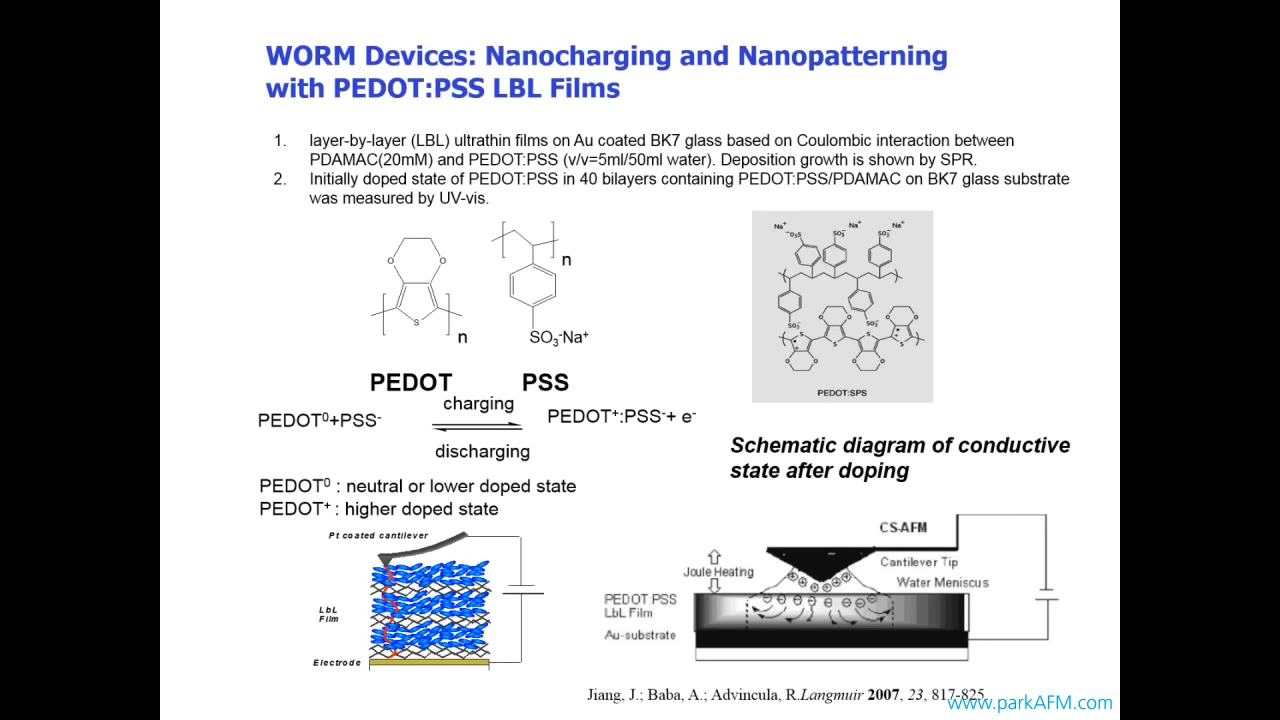 WORM Devices: Nanocharging and Nanopatterning
with PEDOT:PSS LBL Films
1. layer-by-layer (LBL) ultrathin films on Au coated BK7 glass based on Coulombic interaction between
PDAMAC(20mM) and PEDOT:PSS (v/v=5ml/50ml water). Deposition growth is shown by SPR.
2. Initially doped state of PEDOT:PSS in 40 bilayers containing PEDOT:PSS/PDAMAC on BK7 glass substrate
was measured by UV-vis.
O O
S
n
n
SO₃⁻Na⁺
PEDOT PSS
Na⁺ Na⁺ Na⁺
⁻O₃S SO₃⁻ SO₃⁻
SO₃⁻ SO₃⁻
O O O O
S S S S
O O O O
PEDOT:SPS
PEDOT⁰+PSS⁻
charging
discharging
PEDOT⁺:PSS⁻+ e⁻
Schematic diagram of conductive
state after doping
PEDOT⁰ : neutral or lower doped state
PEDOT⁺ : higher doped state
Pt coated cantilever
LbL
Film
Electrode
CS-AFM
Cantilever Tip
Water Meniscus
Joule Heating
PEDOT PSS
LbL Film
Au-substrate
Jiang, J.; Baba, A.; Advincula, R. Langmuir 2007, 23, 817-825
www.parkAFM.com